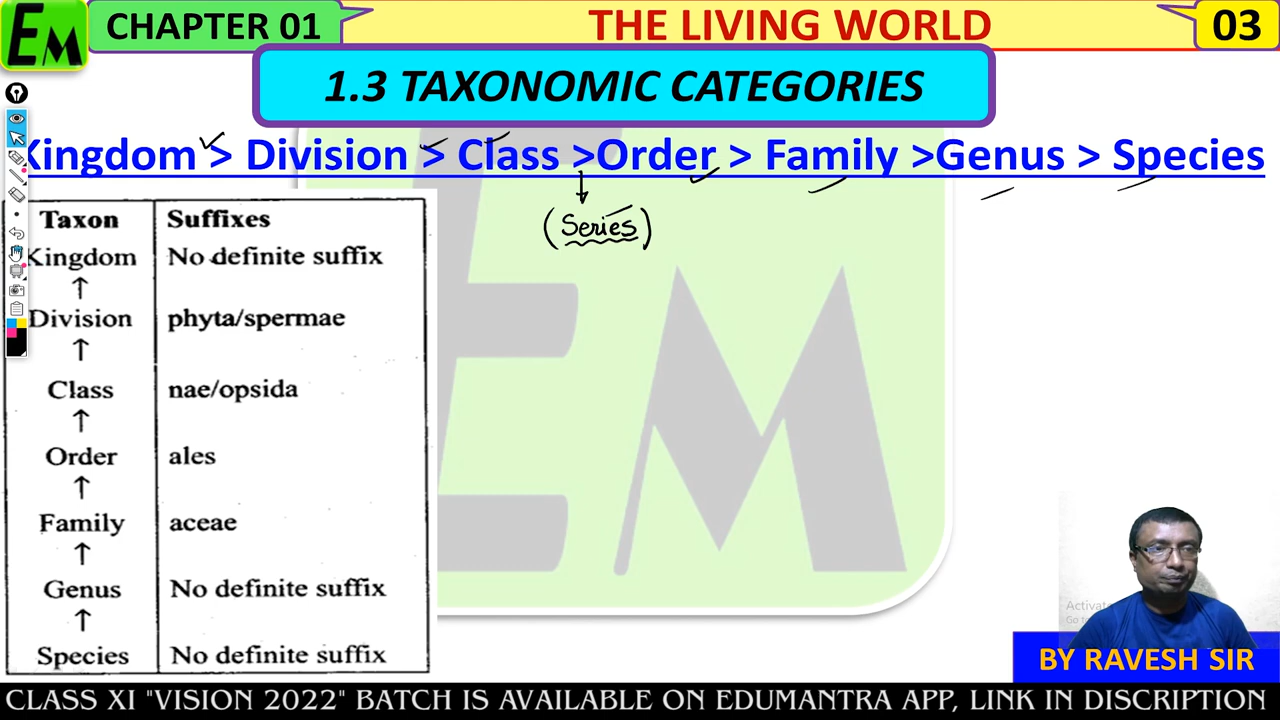 EM CHAPTER 01 THE LIVING WORLD 03
1.3 TAXONOMIC CATEGORIES
Kingdom > Division > Class >Order > Family >Genus > Species
(Series)
Taxon Suffixes
Kingdom No definite suffix
Division phyta/spermae
Class nae/opsida
Order ales
Family aceae
Genus No definite suffix
Species No definite suffix
EM
BY RAVESH SIR
CLASS XI "VISION 2022" BATCH IS AVAILABLE ON EDUMANTRA APP, LINK IN DISCRIPTION